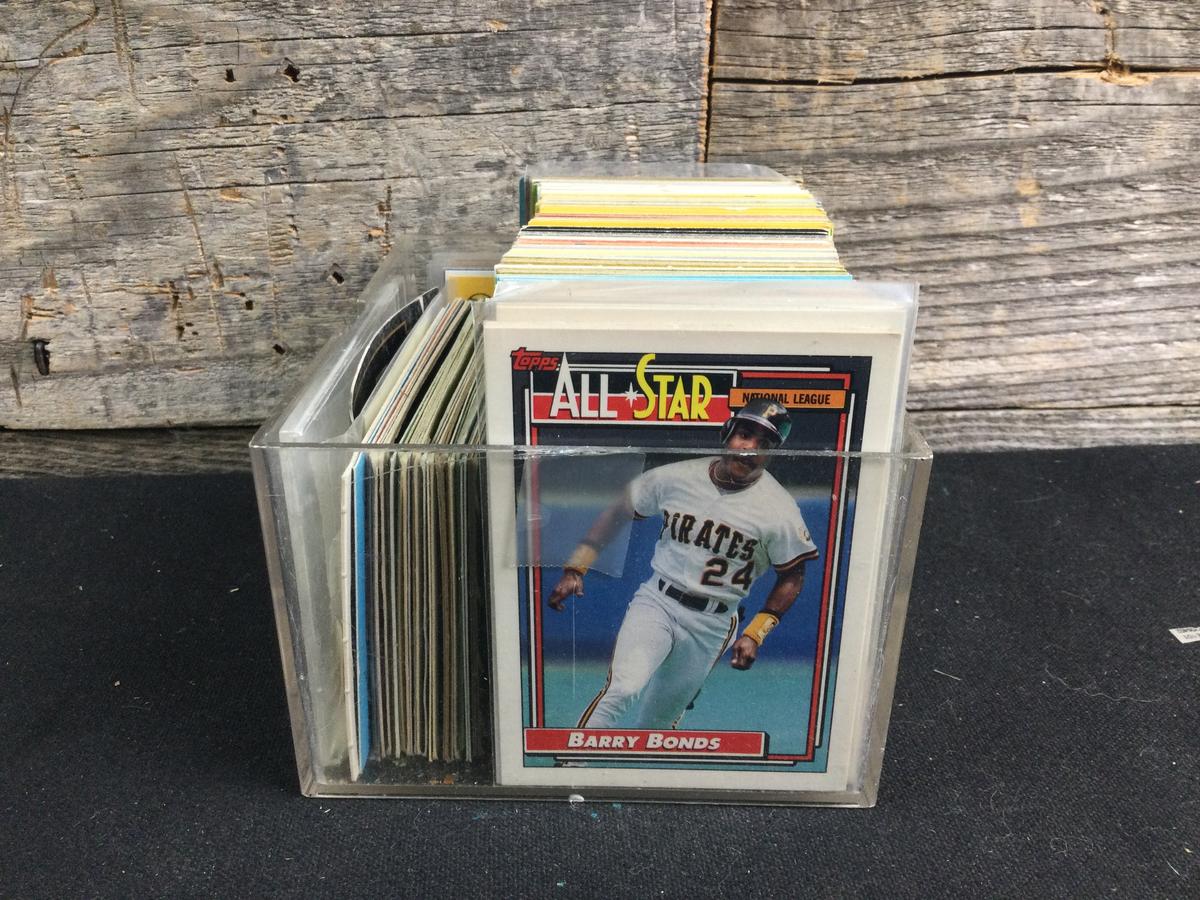 Topps
ALL STAR
NATIONAL LEAGUE
P
PIRATES
24
BARRY BONDS